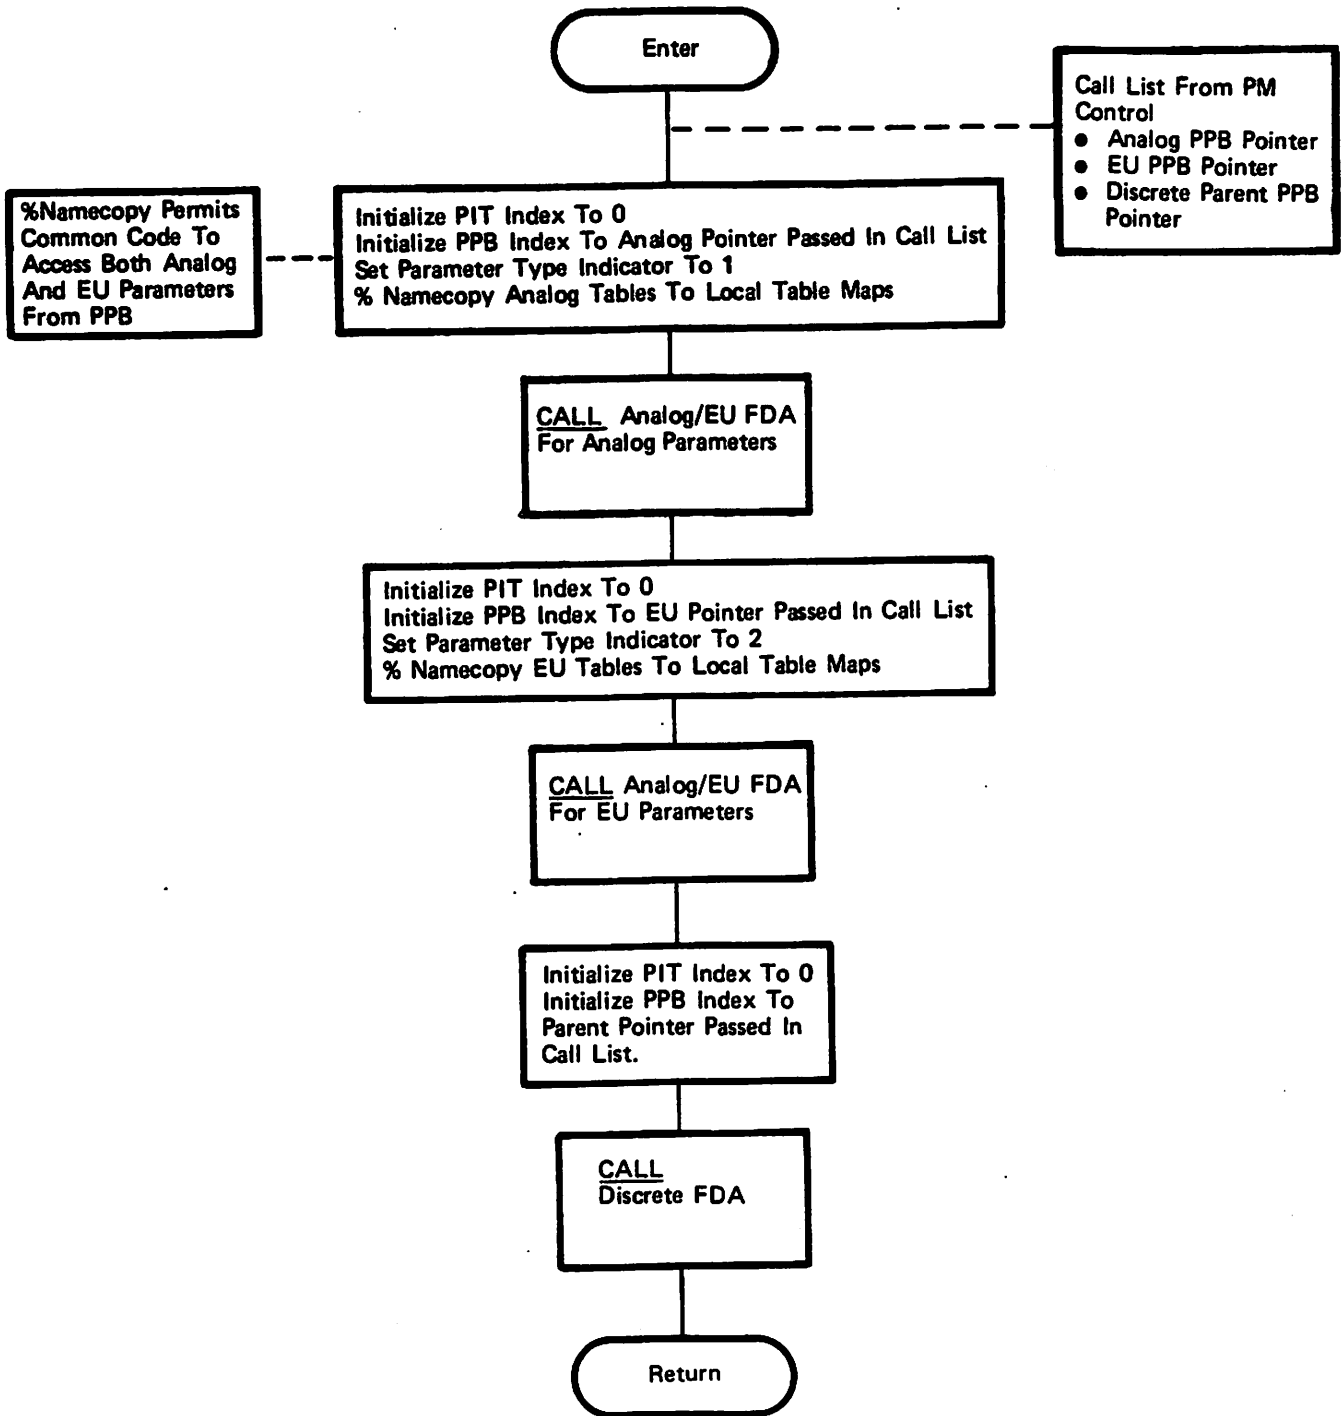 Enter
Call List From PM
Control
● Analog PPB Pointer
● EU PPB Pointer
● Discrete Parent PPB
Pointer
%Namecopy Permits
Common Code To
Access Both Analog
And EU Parameters
From PPB
Initialize PIT Index To 0
Initialize PPB Index To Analog Pointer Passed In Call List
Set Parameter Type Indicator To 1
% Namecopy Analog Tables To Local Table Maps
CALL Analog/EU FDA
For Analog Parameters
Initialize PIT Index To 0
Initialize PPB Index To EU Pointer Passed In Call List
Set Parameter Type Indicator To 2
% Namecopy EU Tables To Local Table Maps
CALL Analog/EU FDA
For EU Parameters
Initialize PIT Index To 0
Initialize PPB Index To
Parent Pointer Passed In
Call List.
CALL
Discrete FDA
Return